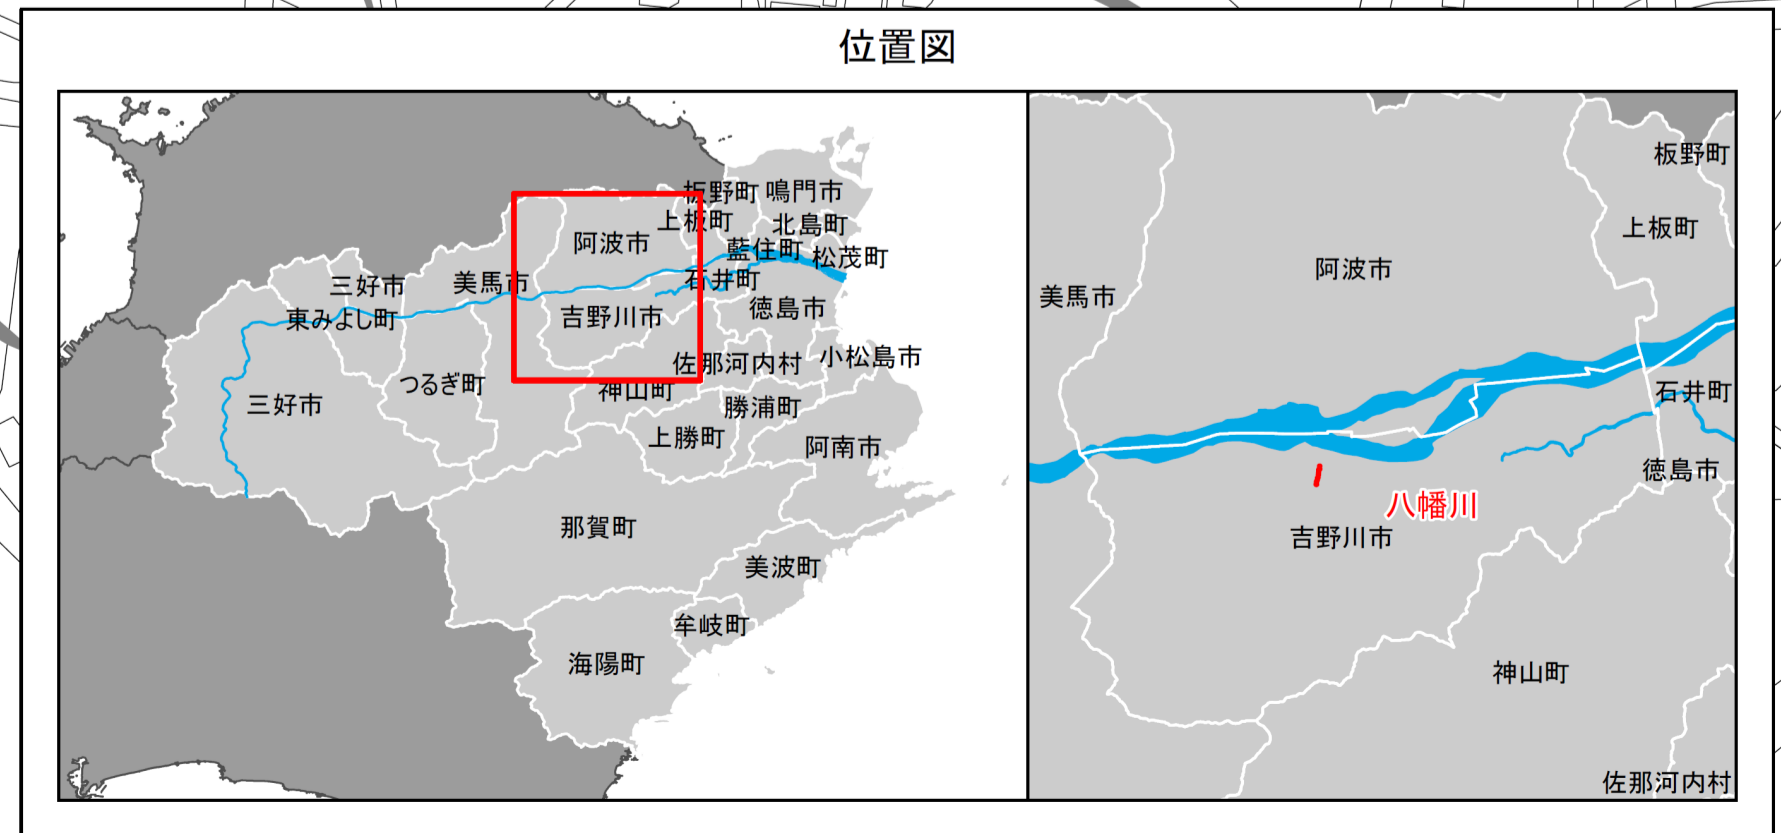 位置図
板野町 鳴門市
上板町 北島町
阿波市
藍住町 松茂町
三好市 美馬市 石井町
東みよし町 吉野川市 徳島市
佐那河内村 小松島市
つるぎ町 神山町
三好市 勝浦町
上勝町 阿南市
那賀町
美波町
牟岐町
海陽町
板野町
上板町
阿波市
美馬市
石井町
徳島市
八幡川
吉野川市
神山町
佐那河内村